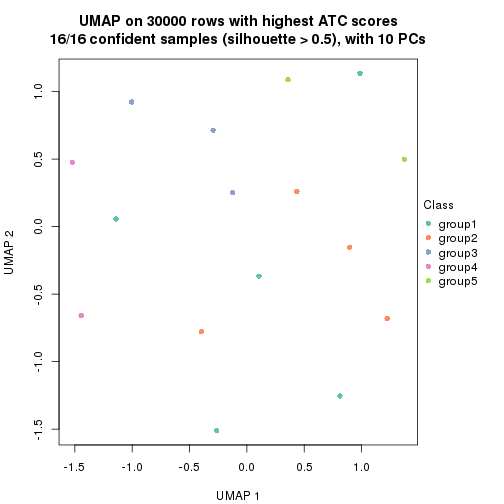 UMAP on 30000 rows with highest ATC scores
16/16 confident samples (silhouette > 0.5), with 10 PCs
1.0
0.5
0.0
-0.5
-1.0
-1.5
UMAP 2
-1.5 -1.0 -0.5 0.0 0.5 1.0
UMAP 1
Class
group1
group2
group3
group4
group5